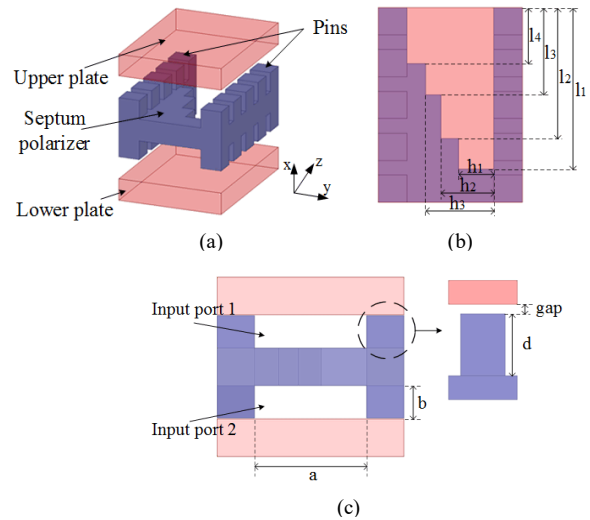 Upper plate
Pins
Septum
polarizer
Lower plate
x
z
y
(a)
l4
l3
l2
l1
h1
h2
h3
(b)
Input port 1
Input port 2
a
b
gap
d
(c)